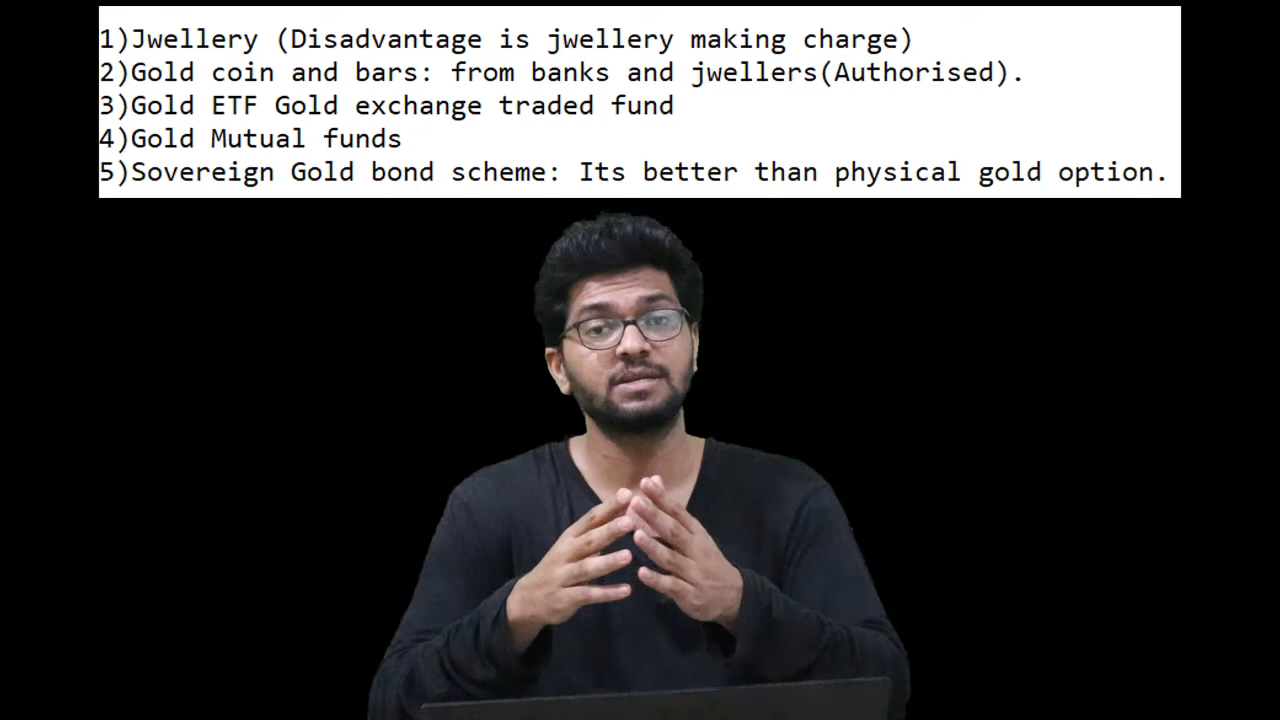 1)Jwellery (Disadvantage is jwellery making charge)
2)Gold coin and bars: from banks and jwellers(Authorised).
3)Gold ETF Gold exchange traded fund
4)Gold Mutual funds
5)Sovereign Gold bond scheme: Its better than physical gold option.